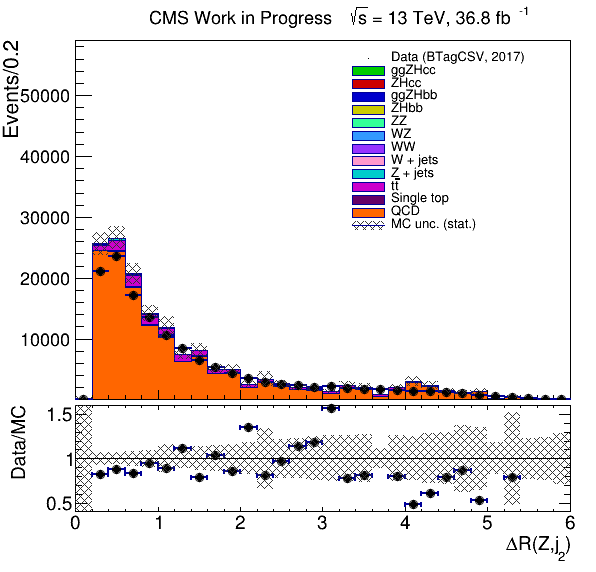 CMS Work in Progress √s = 13 TeV, 36.8 fb⁻¹
Events/0.2
50000
40000
30000
20000
10000
Data (BTagCSV, 2017)
ggZHcc
ZHcc
ggZHbb
ZHbb
ZZ
WZ
WW
W + jets
Z + jets
tt̅
Single top
QCD
MC unc. (stat.)
Data/MC
1.5
1
0.5
0 1 2 3 4 5 6
ΔR(Z,j₂)